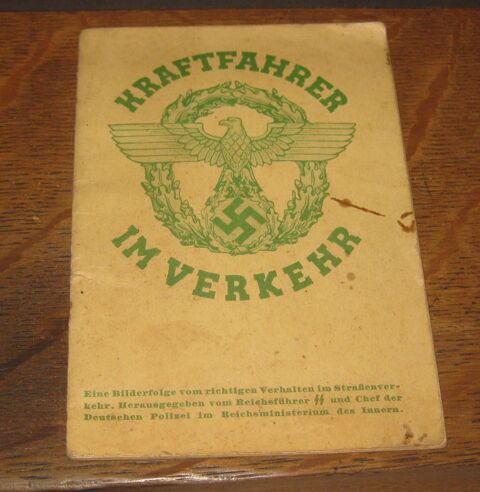 KRAFTFAHRER
IM VERKEHR
Eine Bilderfolge vom richtigen Verhalten im Straßenver-
kehr. Herausgegeben vom Reichsführer ᛋᛋ und Chef der
Deutschen Polizei im Reichsministerium des Innern.